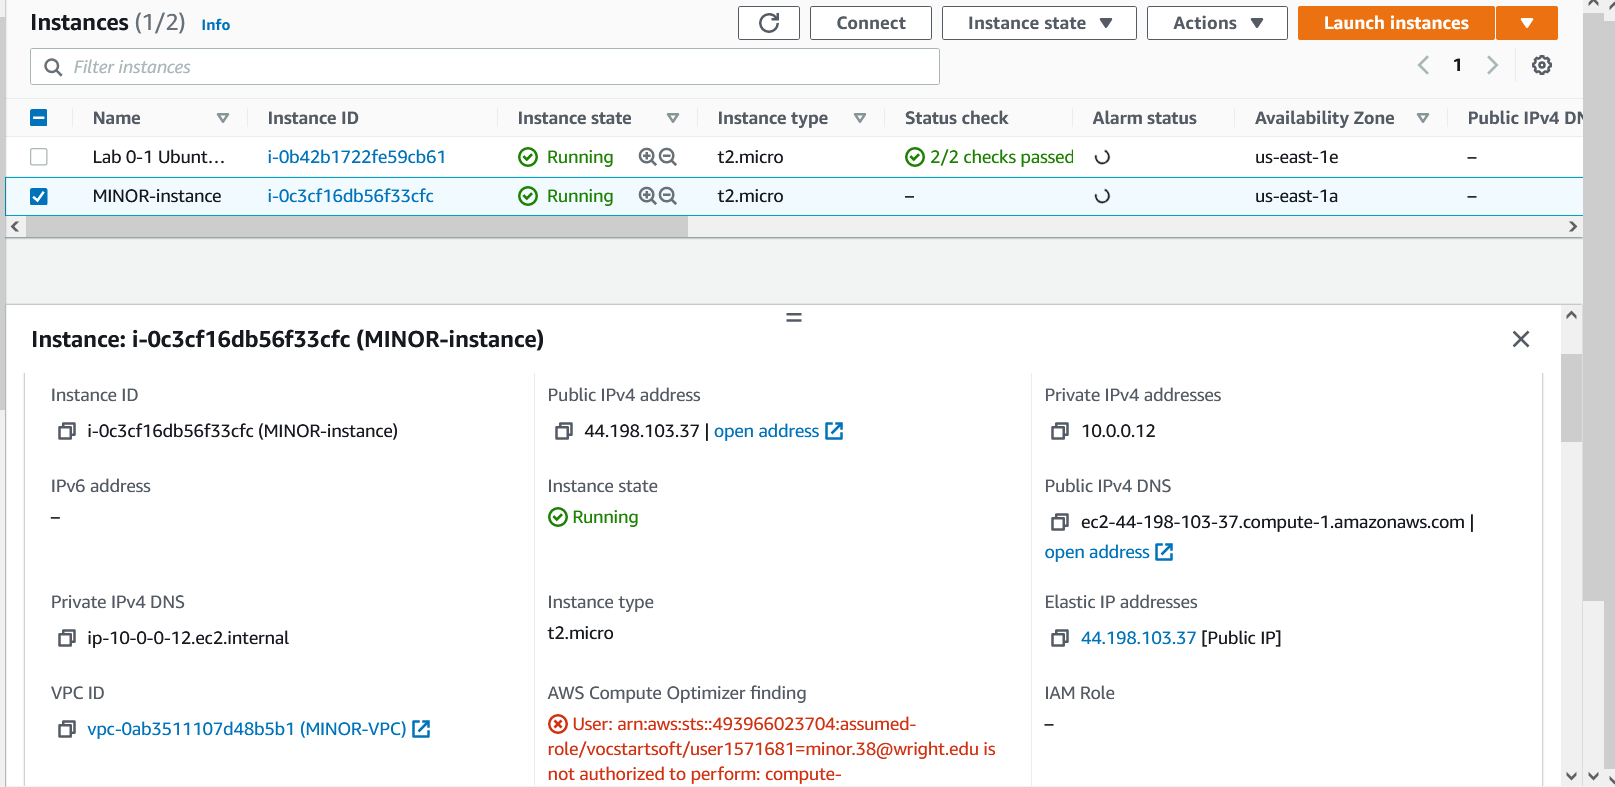 Instances (1/2) Info
Connect
Instance state
Actions
Launch instances
Filter instances
1
Name Instance ID Instance state Instance type Status check Alarm status Availability Zone Public IPv4 DN
Lab 0-1 Ubunt... i-0b42b1722fe59cb61 Running t2.micro 2/2 checks passed us-east-1e –
MINOR-instance i-0c3cf16db56f33cfc Running t2.micro – us-east-1a –
Instance: i-0c3cf16db56f33cfc (MINOR-instance)
Instance ID
i-0c3cf16db56f33cfc (MINOR-instance)
Public IPv4 address
44.198.103.37 | open address
Private IPv4 addresses
10.0.0.12
IPv6 address
–
Instance state
Running
Public IPv4 DNS
ec2-44-198-103-37.compute-1.amazonaws.com |
open address
Private IPv4 DNS
ip-10-0-0-12.ec2.internal
Instance type
t2.micro
Elastic IP addresses
44.198.103.37 [Public IP]
VPC ID
vpc-0ab3511107d48b5b1 (MINOR-VPC)
AWS Compute Optimizer finding
User: arn:aws:sts::493966023704:assumed-
role/vocstartsoft/user1571681=minor.38@wright.edu is
not authorized to perform: compute-
IAM Role
–